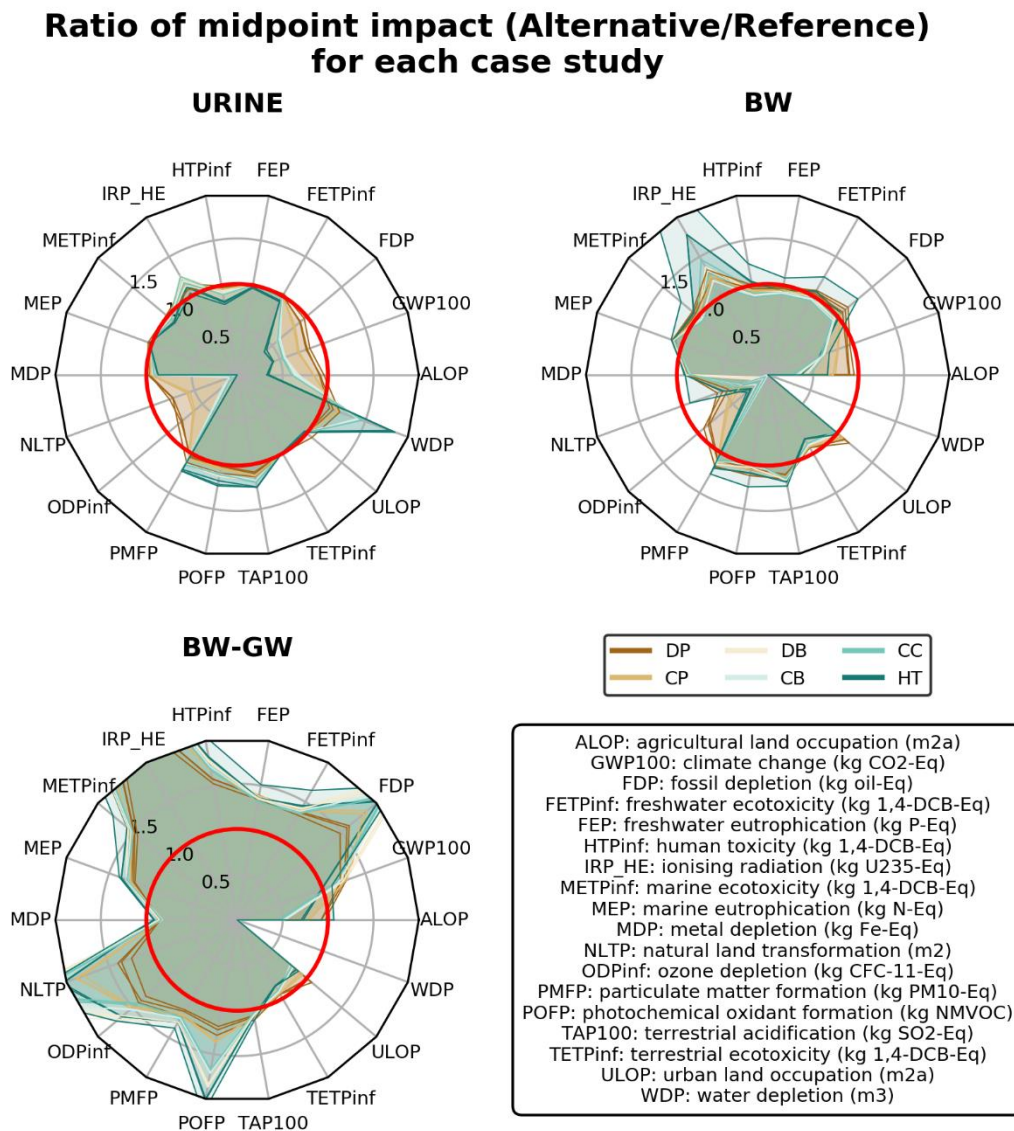 Ratio of midpoint impact (Alternative/Reference)
for each case study
URINE
HTPinf FEP
IRP_HE FETPinf
METPinf FDP
MEP 1.5 1.0 GWP100
0.5
MDP ALOP
NLTP WDP
ODPinf ULOP
PMFP TETPinf
POFP TAP100
BW
HTPinf FEP
IRP_HE FETPinf
METPinf FDP
MEP 1.5 1.0 GWP100
0.5
MDP ALOP
NLTP WDP
ODPinf ULOP
PMFP TETPinf
POFP TAP100
BW-GW
HTPinf FEP
IRP_HE FETPinf
METPinf FDP
MEP 1.5 1.0 GWP100
0.5
MDP ALOP
NLTP WDP
ODPinf ULOP
PMFP TETPinf
POFP TAP100
DP DB CC
CP CB HT
ALOP: agricultural land occupation (m2a)
GWP100: climate change (kg CO2-Eq)
FDP: fossil depletion (kg oil-Eq)
FETPinf: freshwater ecotoxicity (kg 1,4-DCB-Eq)
FEP: freshwater eutrophication (kg P-Eq)
HTPinf: human toxicity (kg 1,4-DCB-Eq)
IRP_HE: ionising radiation (kg U235-Eq)
METPinf: marine ecotoxicity (kg 1,4-DCB-Eq)
MEP: marine eutrophication (kg N-Eq)
MDP: metal depletion (kg Fe-Eq)
NLTP: natural land transformation (m2)
ODPinf: ozone depletion (kg CFC-11-Eq)
PMFP: particulate matter formation (kg PM10-Eq)
POFP: photochemical oxidant formation (kg NMVOC)
TAP100: terrestrial acidification (kg SO2-Eq)
TETPinf: terrestrial ecotoxicity (kg 1,4-DCB-Eq)
ULOP: urban land occupation (m2a)
WDP: water depletion (m3)